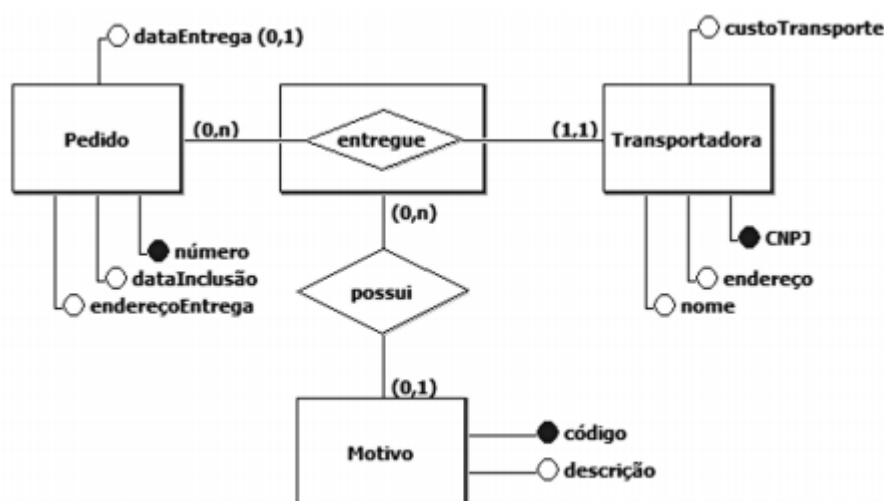 dataEntrega (0,1)
custoTransporte
Pedido
(0,n)
entregue
(1,1)
Transportadora
(0,n)
número
dataInclusão
endereçoEntrega
CNPJ
endereço
nome
possui
(0,1)
Motivo
código
descrição